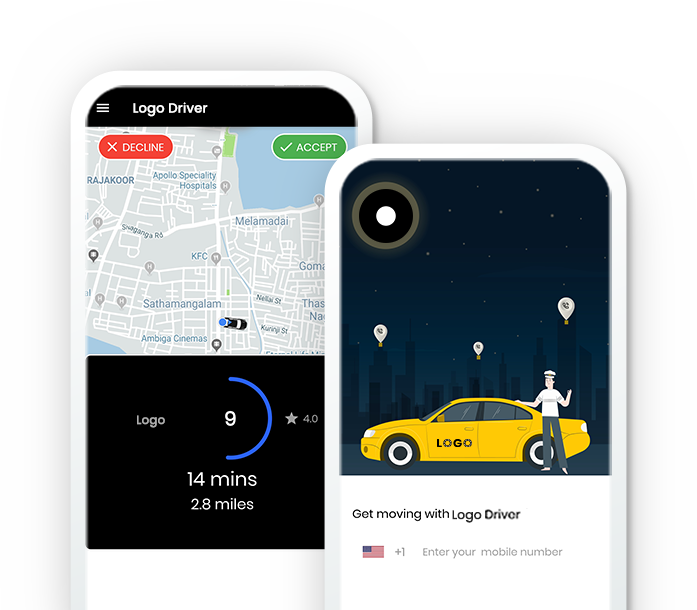 Logo Driver
DECLINE
ACCEPT
RAJAKOOR
Apollo Speciality
Hospitals
Melamadai
Sivaganga Rd
KFC
Goma
Nellai St
Sathamangalam
Thas
Na
Kurinji St
Ambiga Cinemas
Logo
9
4.0
14 mins
2.8 miles
LOGO
Get moving with Logo Driver
+1 Enter your mobile number